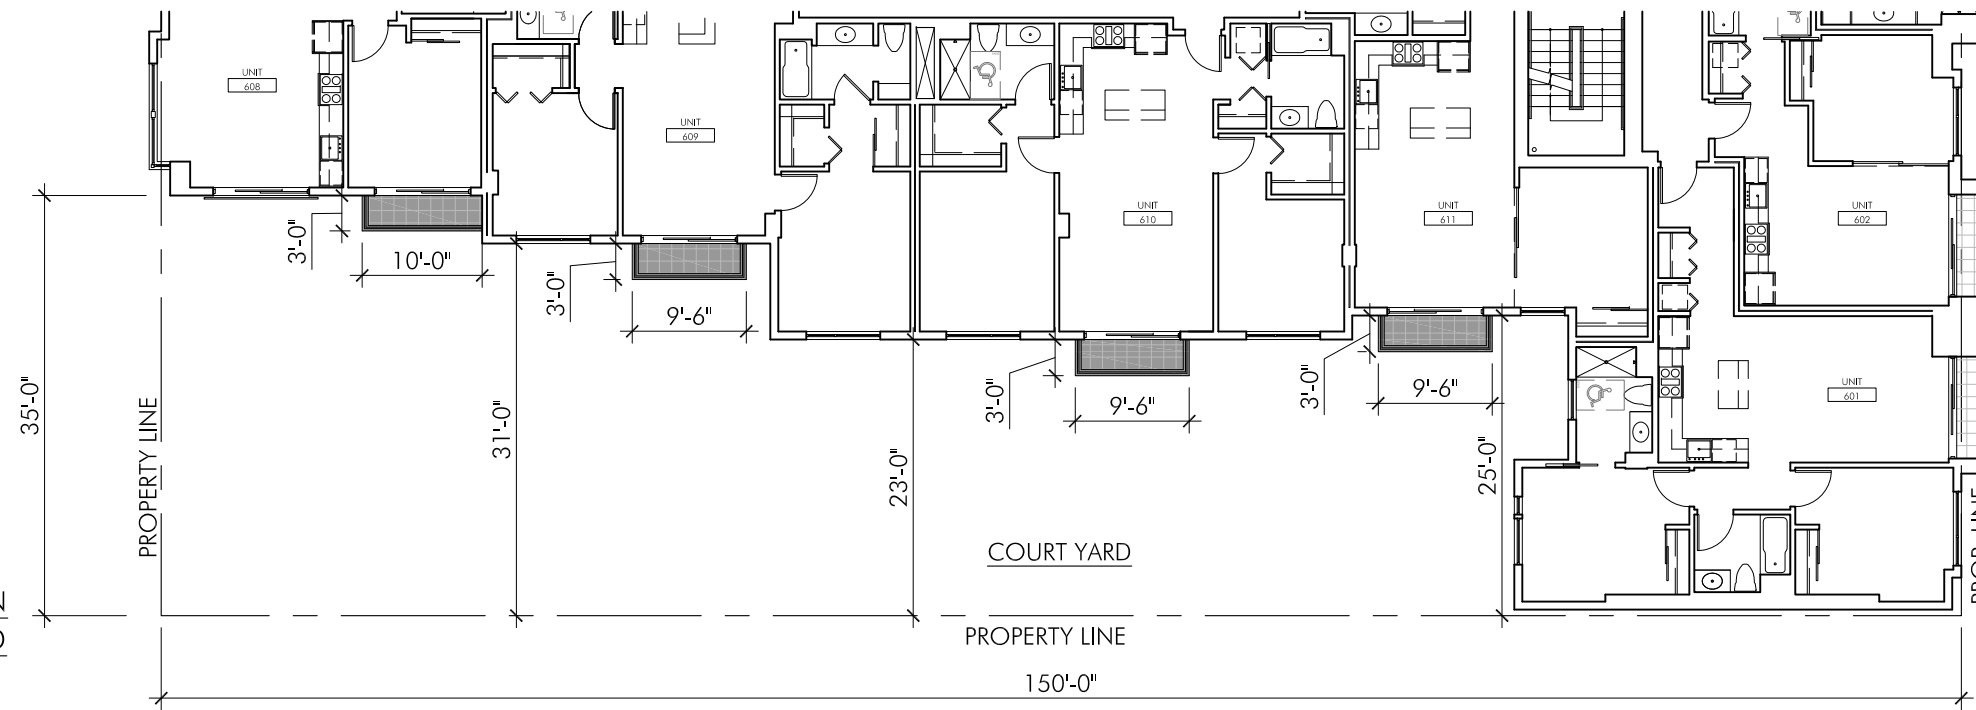 UNIT
608
UNIT
609
UNIT
610
UNIT
611
UNIT
602
UNIT
601
3'-0"
10'-0"
3'-0"
9'-6"
3'-0"
9'-6"
3'-0"
9'-6"
35'-0"
PROPERTY LINE
31'-0"
23'-0"
25'-0"
COURT YARD
PROPERTY LINE
150'-0"